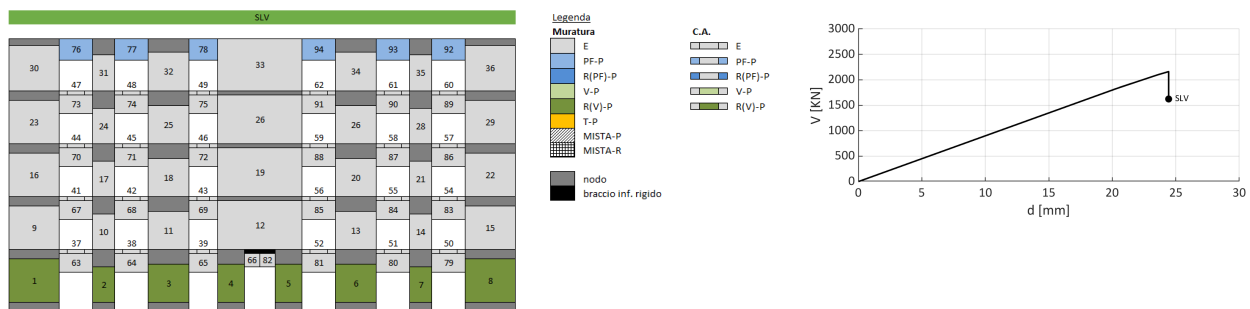 SLV
76 77 78 94 93 92
30 31 32 33 34 35 36
47 48 49 62 61 60
73 74 75 91 90 89
23 24 25 26 26 28 29
44 45 46 59 58 57
70 71 72 88 87 86
16 17 18 19 20 21 22
41 42 43 56 55 54
67 68 69 85 84 83
9 10 11 12 13 14 15
37 38 39 52 51 50
63 64 65 66 82 81 80 79
1 2 3 4 5 6 7 8
Legenda
Muratura
E
PF-P
R(PF)-P
V-P
R(V)-P
T-P
MISTA-P
MISTA-R
nodo
braccio inf. rigido
C.A.
E
PF-P
R(PF)-P
V-P
R(V)-P
V [KN]
3000
2500
2000
1500
1000
500
0
SLV
0 5 10 15 20 25 30
d [mm]